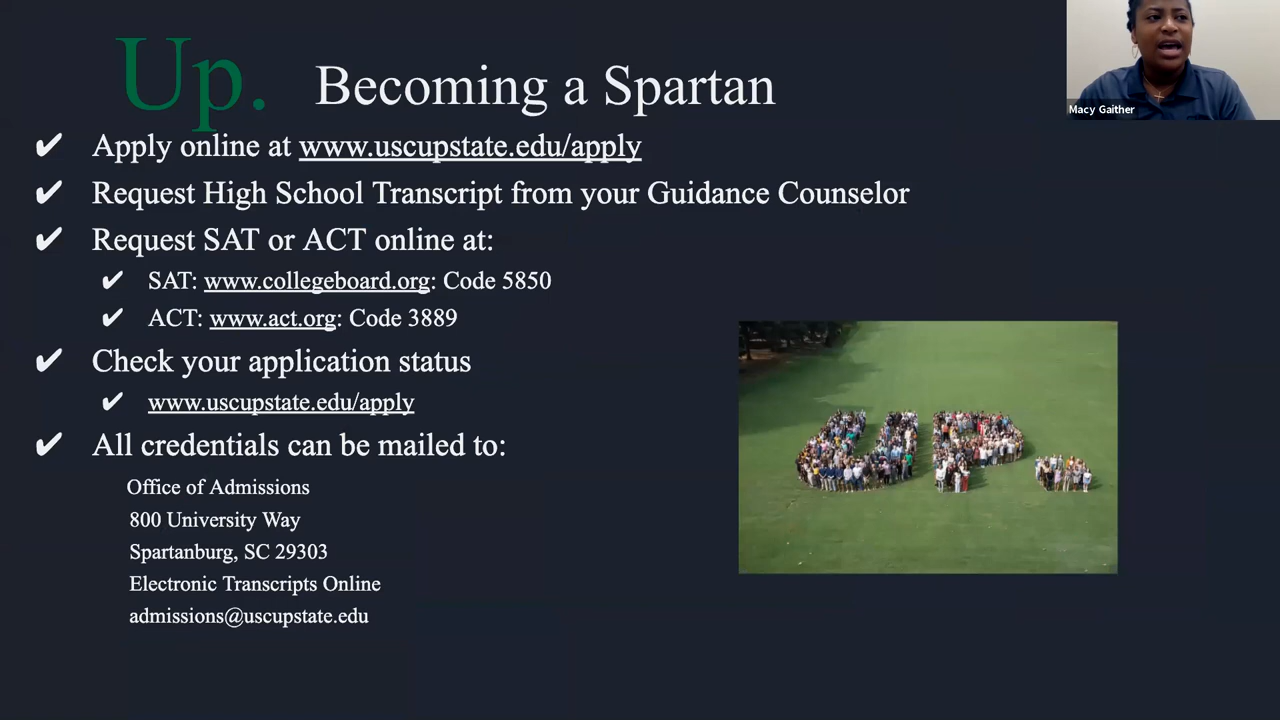 Up. Becoming a Spartan
Macy Gaither
✔ Apply online at www.uscupstate.edu/apply
✔ Request High School Transcript from your Guidance Counselor
✔ Request SAT or ACT online at:
✔ SAT: www.collegeboard.org: Code 5850
✔ ACT: www.act.org: Code 3889
✔ Check your application status
✔ www.uscupstate.edu/apply
✔ All credentials can be mailed to:
Office of Admissions
800 University Way
Spartanburg, SC 29303
Electronic Transcripts Online
admissions@uscupstate.edu
UP.